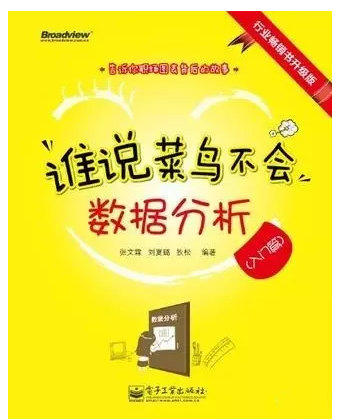 Broadview®
行业畅销书升级版
告诉你职场图表背后的故事
谁说菜鸟不会
数据分析
(入门篇)
张文霖 刘夏璐 狄松 编著
数据分析
电子工业出版社